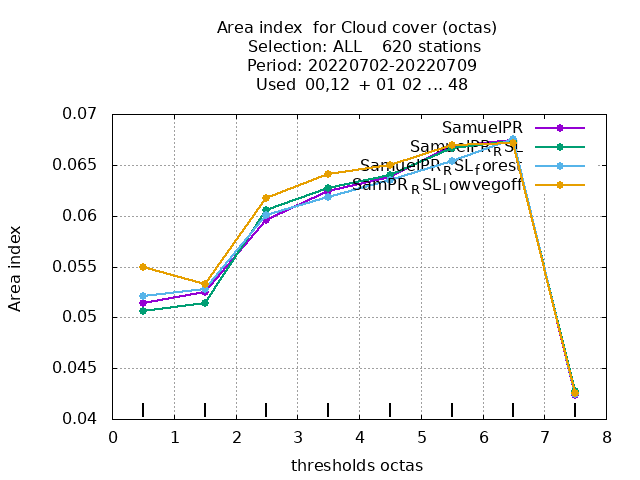 Area index for Cloud cover (octas)
Selection: ALL 620 stations
Period: 20220702-20220709
Used 00,12 + 01 02 ... 48
SamuelPR
SamuelPR_RSL
SamuelPR_RSL_forest
SamPR_RSL_lowvegoff
0.07
0.065
0.06
0.055
0.05
0.045
0.04
Area index
0 1 2 3 4 5 6 7 8
thresholds octas